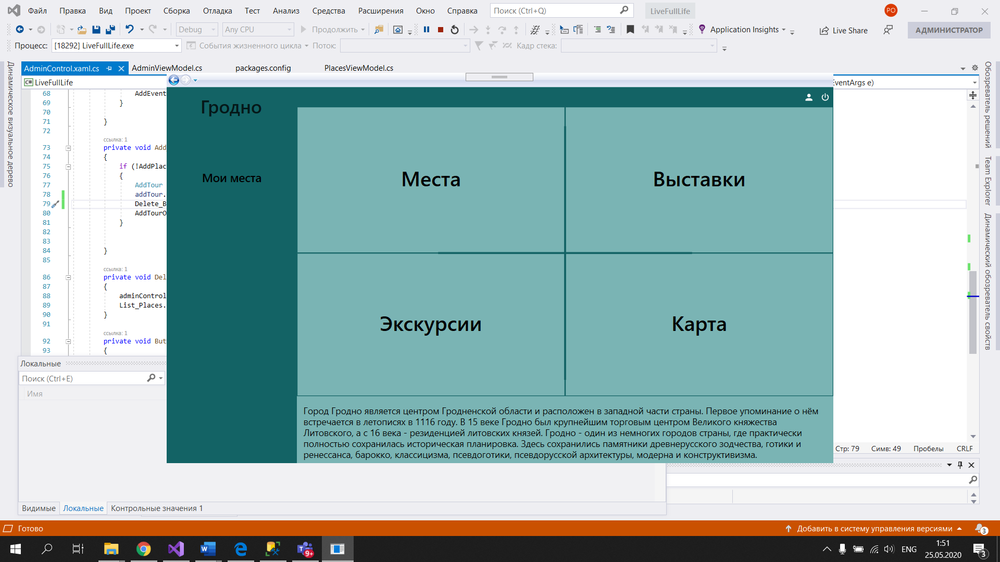 Файл Правка Вид Проект Сборка Отладка Тест Анализ Средства Расширения Окно Справка Поиск (Ctrl+Q) LiveFullLife PO
Debug Any CPU Продолжить Application Insights Live Share АДМИНИСТРАТОР
Процесс: [18292] LiveFullLife.exe События жизненного цикла Поток: Кадр стека:
AdminControl.xaml.cs AdminViewModel.cs packages.config PlacesViewModel.cs
C# LiveFullLife EventArgs e)
Динамическое визуальное дерево
68 AddEvent
69 }
70
71 }
72
ссылка: 1
73 private void Add
74 {
75 if (!AddPlac
76 {
77 AddTour
78 addTour.
79 Delete_B
80 AddTourO
81 }
82
83
84 }
85
ссылка: 1
86 private void Del
87 {
88 adminControl
89 List_Places.
90 }
91
ссылка: 1
92 private void But
93 {
Гродно
Мои места
Места
Выставки
Экскурсии
Карта
Город Гродно является центром Гродненской области и расположен в западной части страны. Первое упоминание о нём
встречается в летописях в 1116 году. В 15 веке Гродно был крупнейшим торговым центром Великого княжества
Литовского, а с 16 века - резиденцией литовских князей. Гродно - один из немногих городов страны, где практически
полностью сохранилась историческая планировка. Здесь сохранились памятники древнерусского зодчества, готики и
ренессанса, барокко, классицизма, псевдоготики, псевдорусской архитектуры, модерна и конструктивизма.
Обозреватель решений
Team Explorer
Динамический обозреватель свойств
Стр: 79 Симв: 49 Пробелы CRLF
Локальные
Поиск (Ctrl+E)
Имя
Видимые Локальные Контрольные значения 1
Готово Добавить в систему управления версиями 3
9+ ENG 1:51
25.05.2020 3